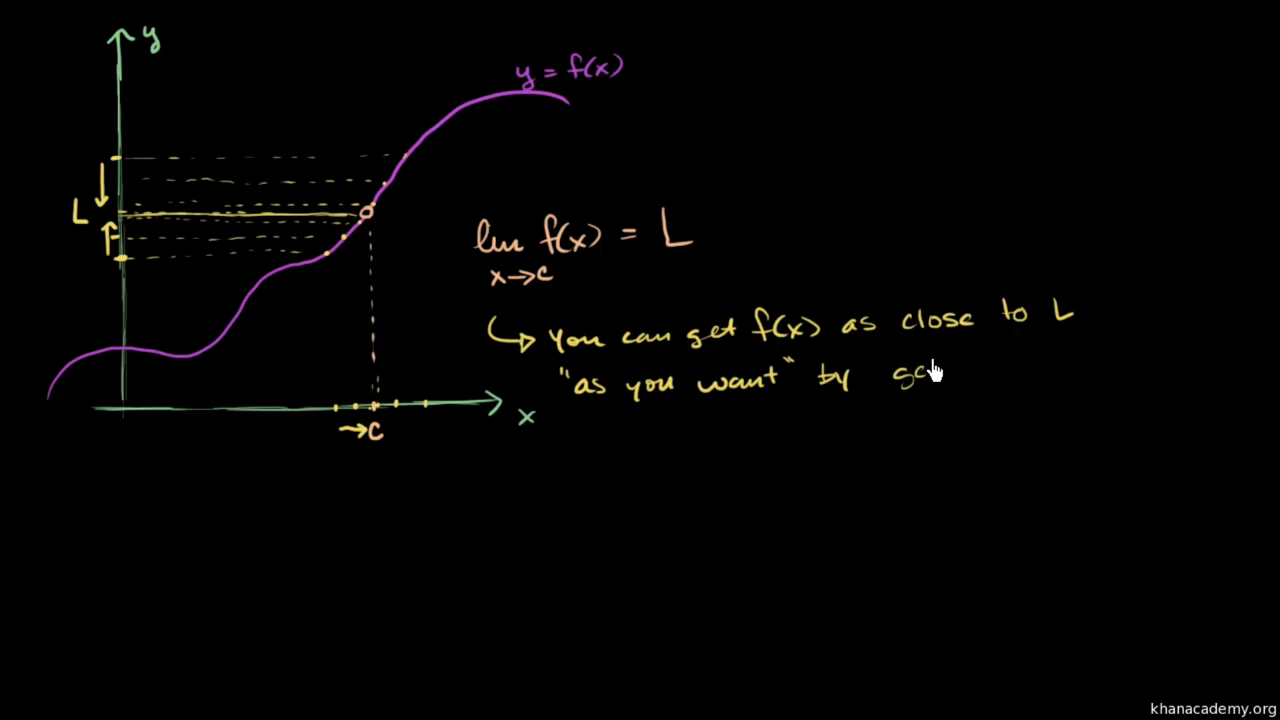 y
y = f(x)
L
lim f(x) = L
x→c
You can get f(x) as close to L
"as you want" by
x
c
khanacademy.org